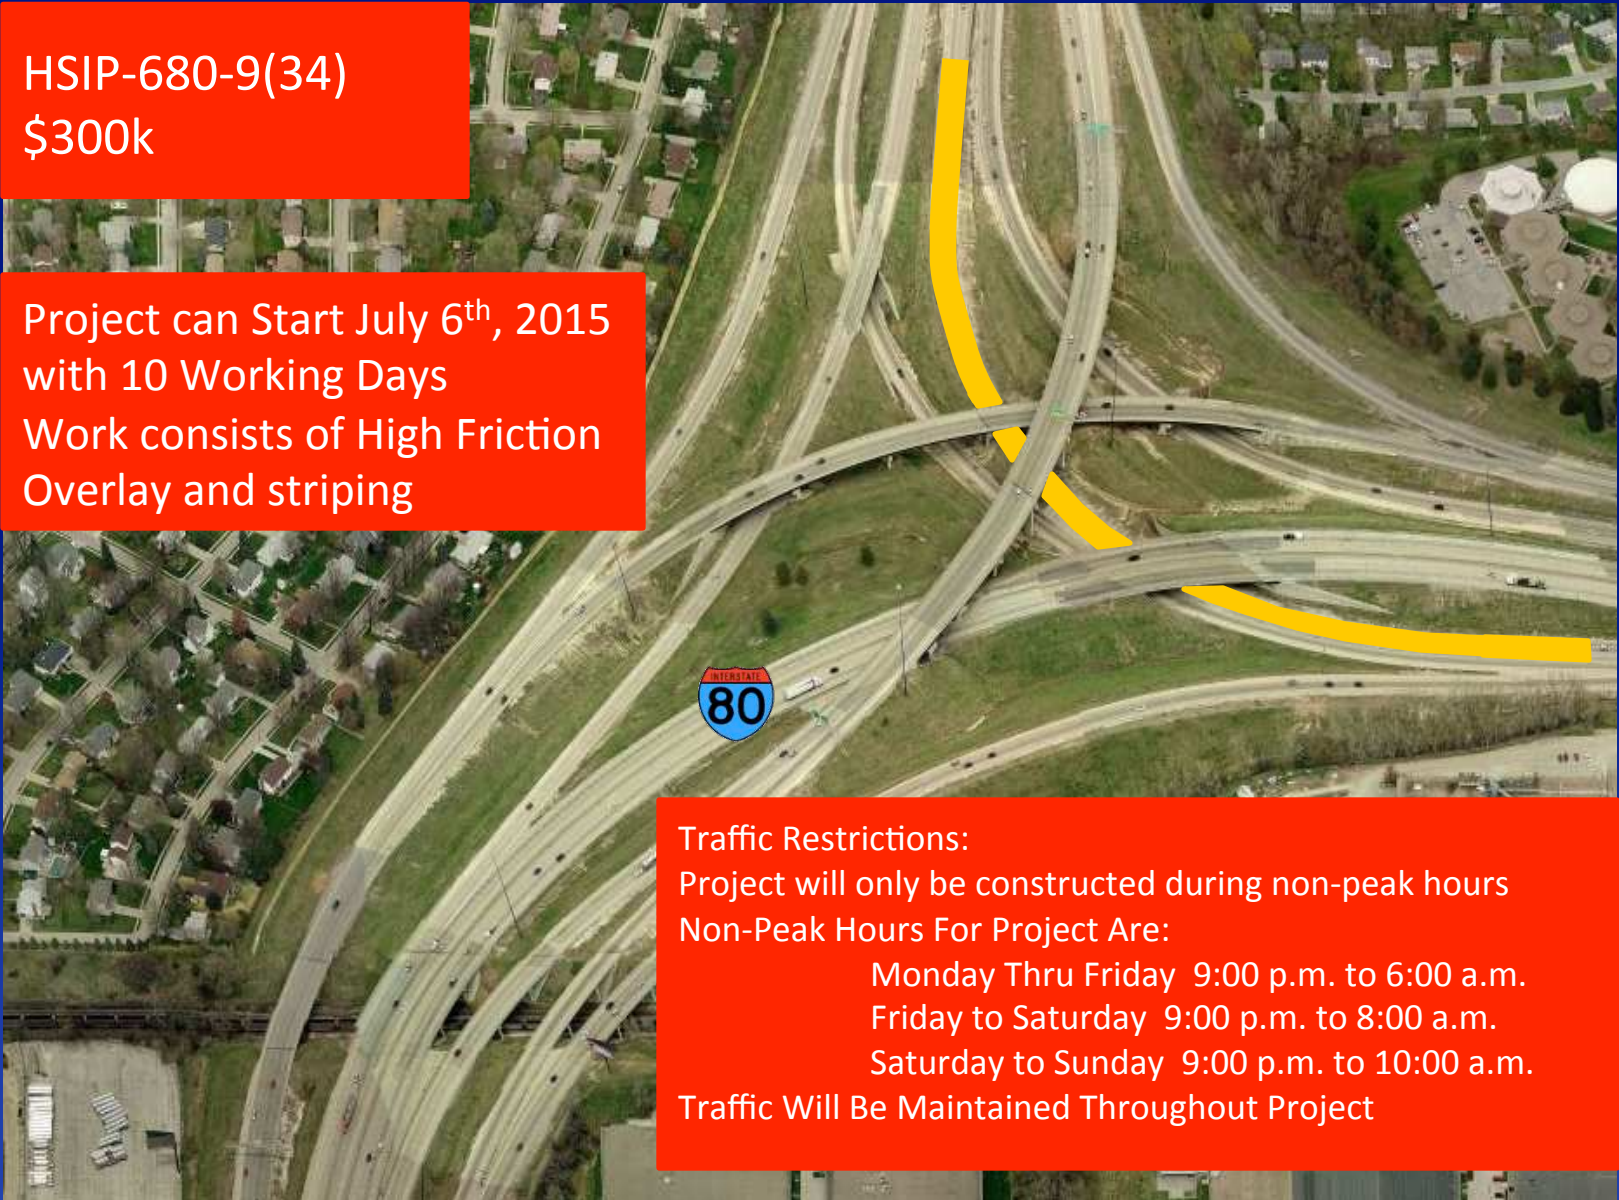 HSIP-680-9(34)
$300k
Project can Start July 6th, 2015
with 10 Working Days
Work consists of High Friction
Overlay and striping
INTERSTATE
80
Traffic Restrictions:
Project will only be constructed during non-peak hours
Non-Peak Hours For Project Are:
Monday Thru Friday 9:00 p.m. to 6:00 a.m.
Friday to Saturday 9:00 p.m. to 8:00 a.m.
Saturday to Sunday 9:00 p.m. to 10:00 a.m.
Traffic Will Be Maintained Throughout Project